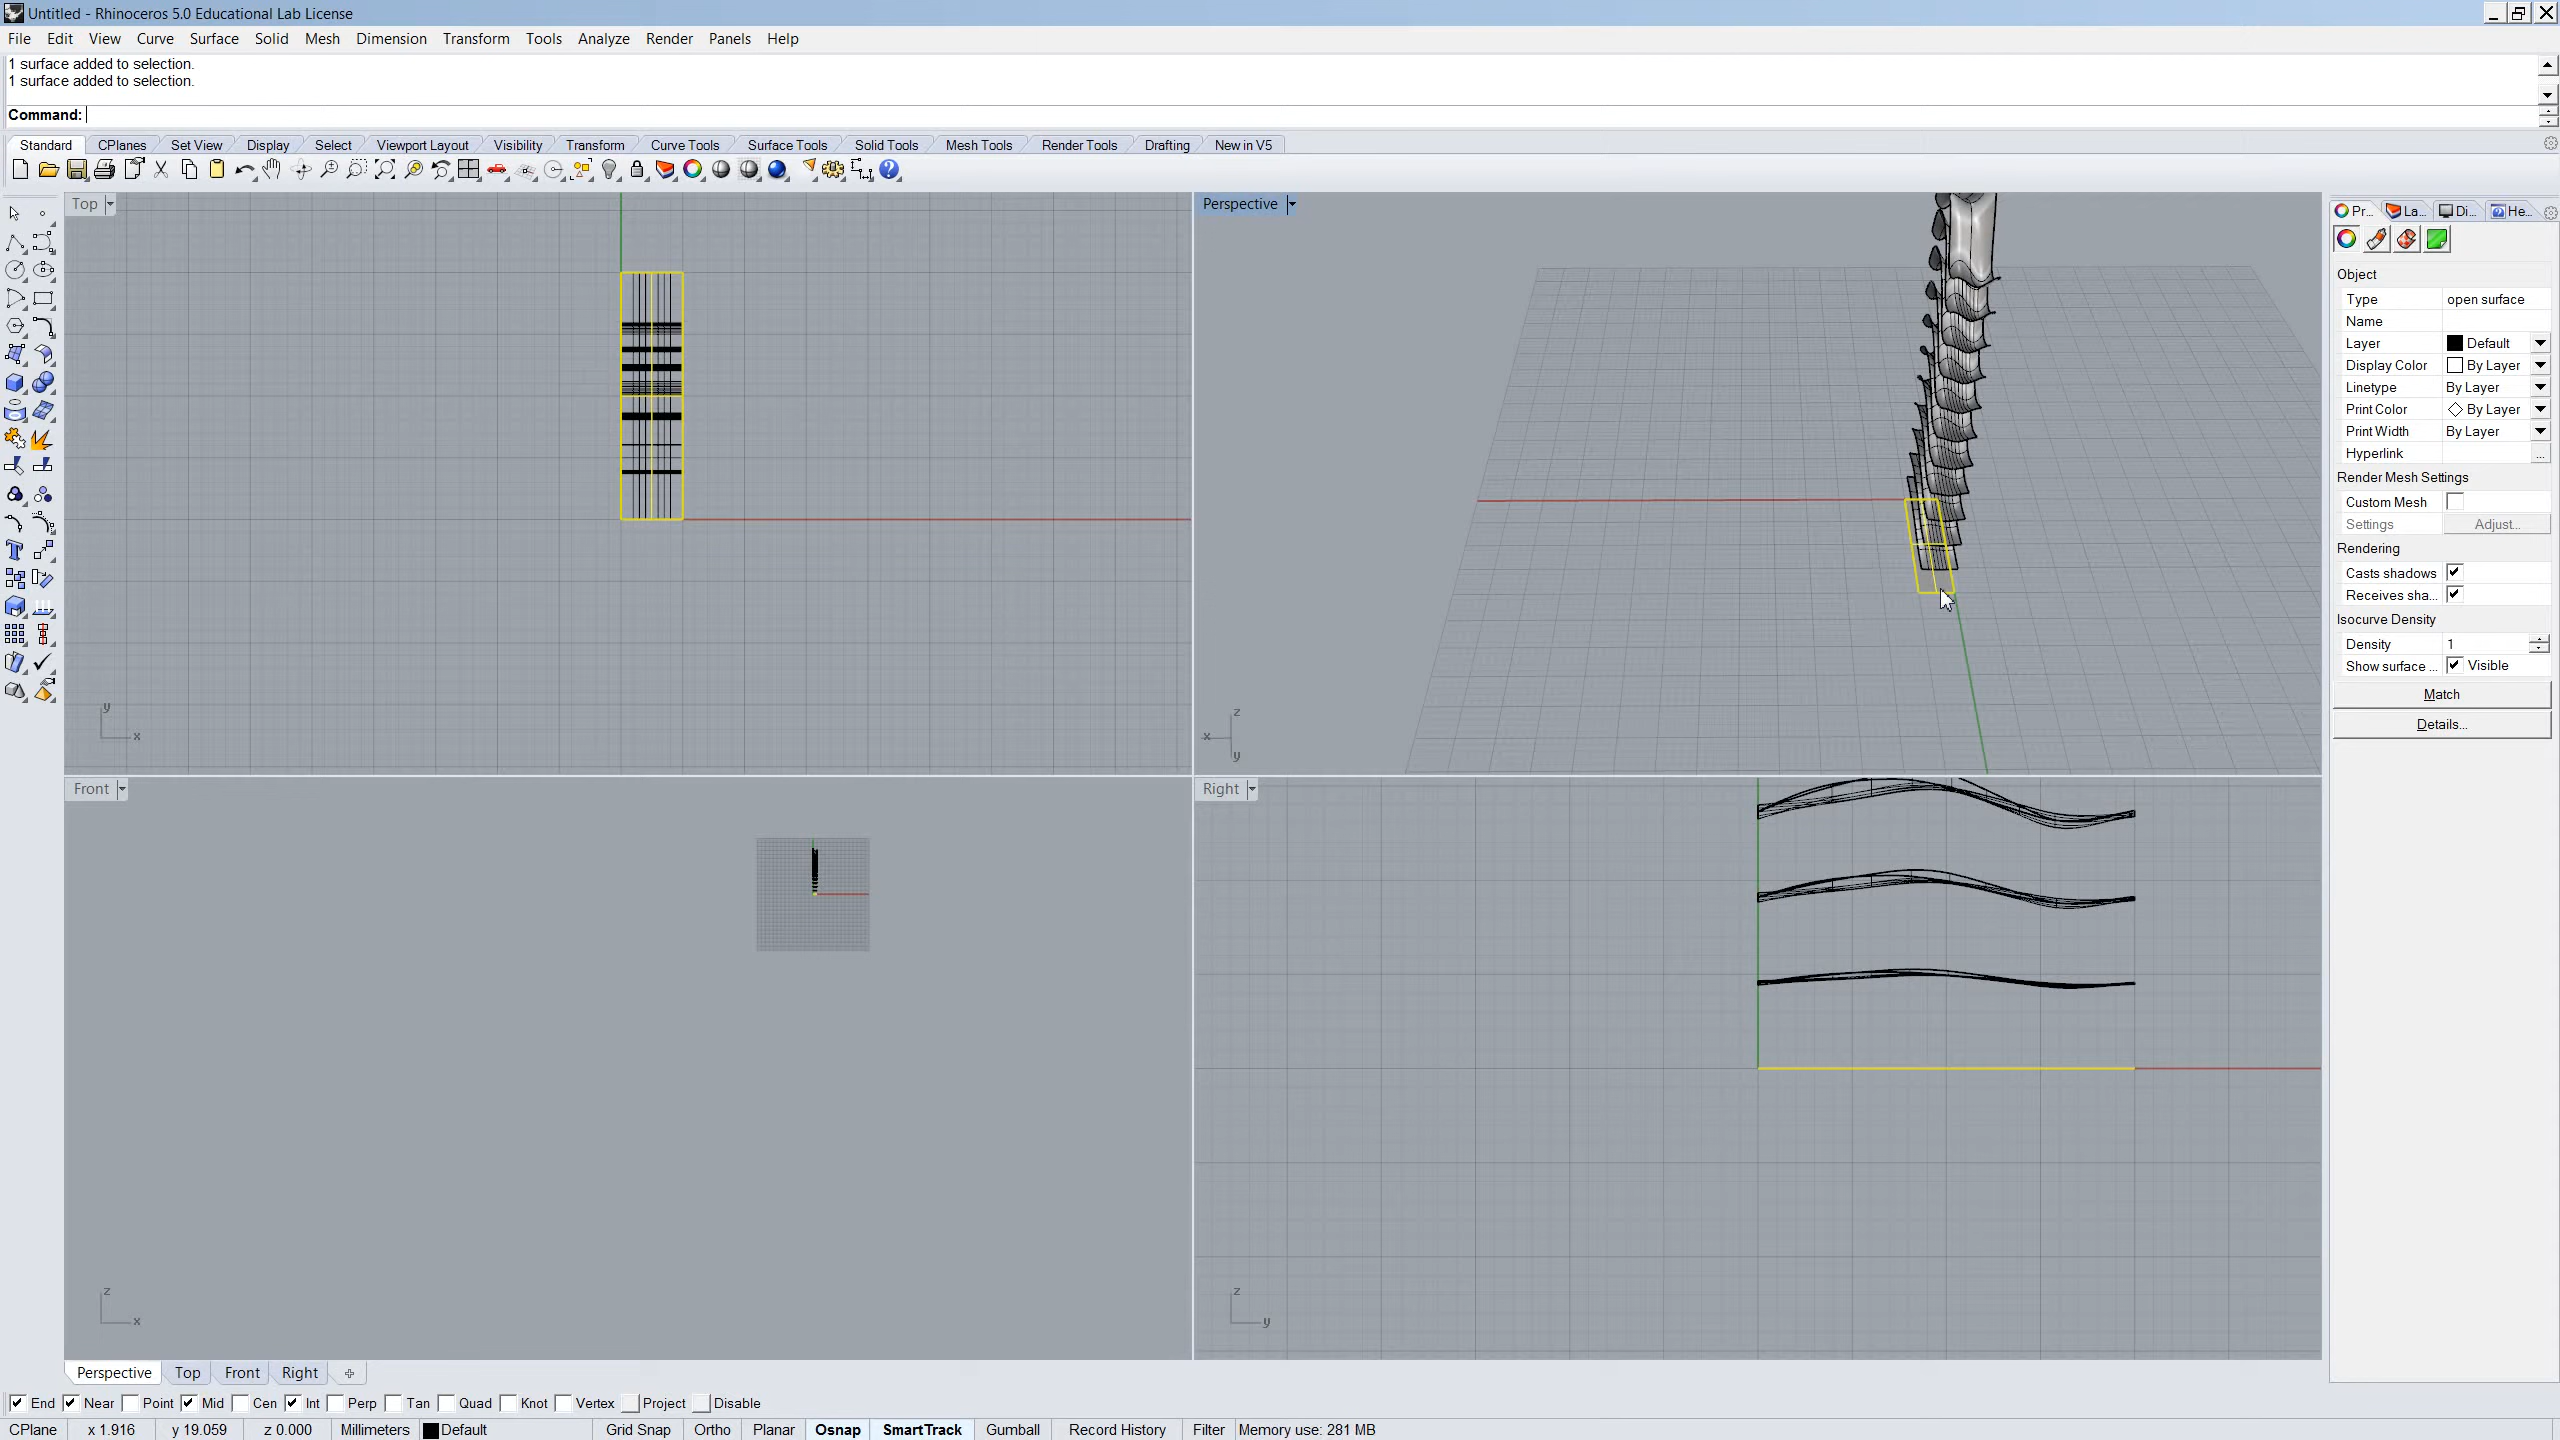 Untitled - Rhinoceros 5.0 Educational Lab License
File Edit View Curve Surface Solid Mesh Dimension Transform Tools Analyze Render Panels Help
1 surface added to selection.
1 surface added to selection.
Command:
Standard CPlanes Set View Display Select Viewport Layout Visibility Transform Curve Tools Surface Tools Solid Tools Mesh Tools Render Tools Drafting New in V5
Top
Perspective
Pr... La... Di... He...
Object
Type open surface
Name
Layer Default
Display Color By Layer
Linetype By Layer
Print Color By Layer
Print Width By Layer
Hyperlink ...
Render Mesh Settings
Custom Mesh
Settings Adjust...
Rendering
Casts shadows
Receives sha...
Isocurve Density
Density 1
Show surface ... Visible
Match
Details...
y
x
z
x
y
Front
Right
z
x
z
y
Perspective Top Front Right
End Near Point Mid Cen Int Perp Tan Quad Knot Vertex Project Disable
CPlane x 1.916 y 19.059 z 0.000 Millimeters Default Grid Snap Ortho Planar Osnap SmartTrack Gumball Record History Filter Memory use: 281 MB